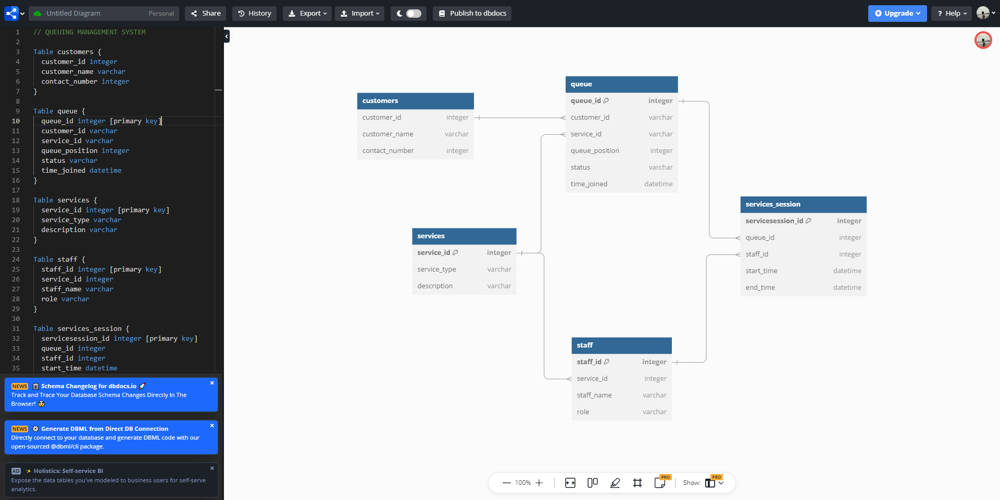 Untitled Diagram Personal Share History Export Import Publish to dbdocs Upgrade ? Help
1 // QUEUING MANAGEMENT SYSTEM
2
3 Table customers {
4 customer_id integer
5 customer_name varchar
6 contact_number integer
7 }
8
9 Table queue {
10 queue_id integer [primary key]
11 customer_id varchar
12 service_id varchar
13 queue_position integer
14 status varchar
15 time_joined datetime
16 }
17
18 Table services {
19 service_id integer [primary key]
20 service_type varchar
21 description varchar
22 }
23
24 Table staff {
25 staff_id integer [primary key]
26 service_id integer
27 staff_name varchar
28 role varchar
29 }
30
31 Table services_session {
32 servicesession_id integer [primary key]
33 queue_id integer
34 staff_id integer
35 start_time datetime
NEWS Schema Changelog for dbdocs.io
Track and Trace Your Database Schema Changes Directly In The
Browser!
NEWS Generate DBML from Direct DB Connection
Directly connect to your database and generate DBML code with our
open-sourced @dbml/cli package.
AD Holistics: Self-service BI
Expose the data tables you've modeled to business users for self-serve
analytics.
customers
customer_id integer
customer_name varchar
contact_number integer
queue
queue_id integer
customer_id varchar
service_id varchar
queue_position integer
status varchar
time_joined datetime
services
service_id integer
service_type varchar
description varchar
services_session
servicesession_id integer
queue_id integer
staff_id integer
start_time datetime
end_time datetime
staff
staff_id integer
service_id integer
staff_name varchar
role varchar
100% PRO Show: PRO